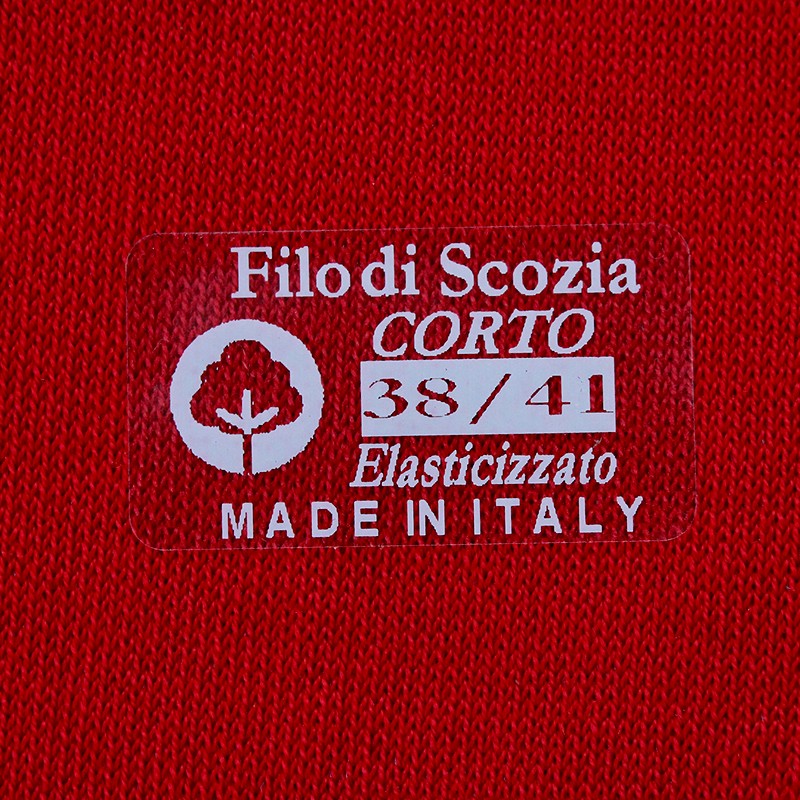 Filo di Scozia
CORTO
38/41
Elasticizzato
MADE IN ITALY